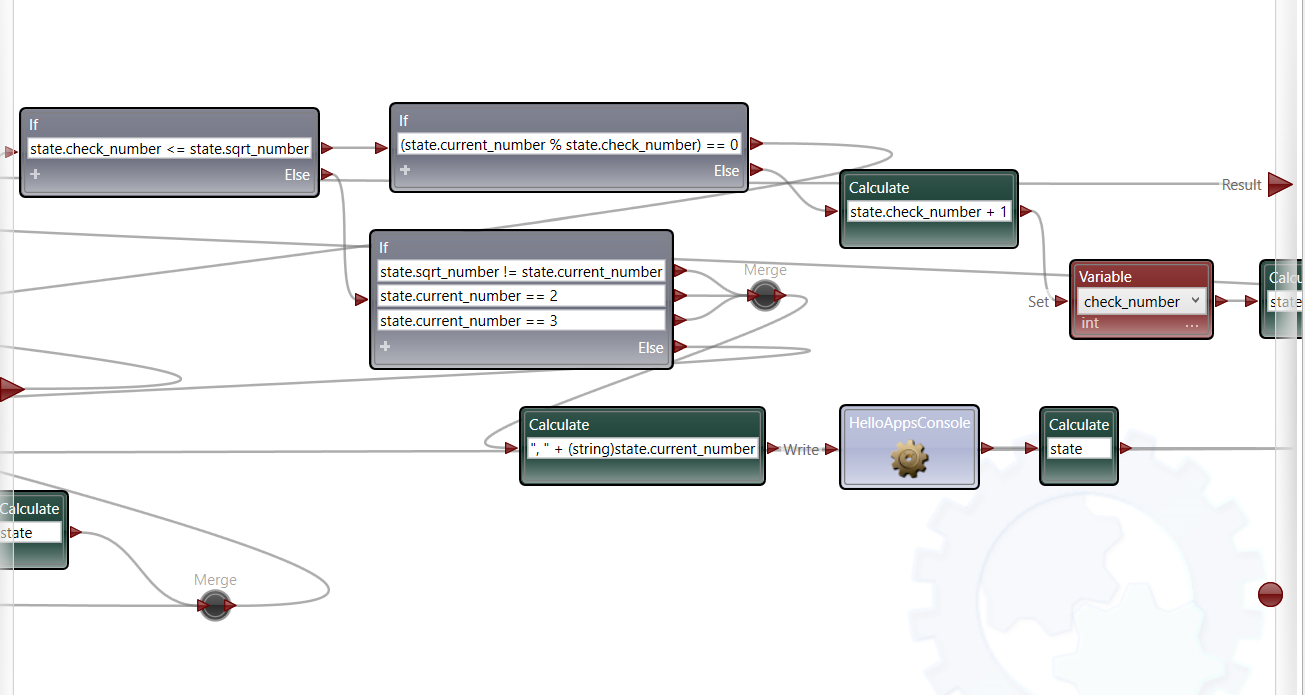 If
state.check_number <= state.sqrt_number
Else
If
(state.current_number % state.check_number) == 0
Else
Calculate
state.check_number + 1
Result
If
state.sqrt_number != state.current_number
state.current_number == 2
state.current_number == 3
Else
Merge
Set
Variable
check_number
int
...
Calcu
state
Calculate
", " + (string)state.current_number
Write
HelloAppsConsole
Calculate
state
Calculate
state
Merge